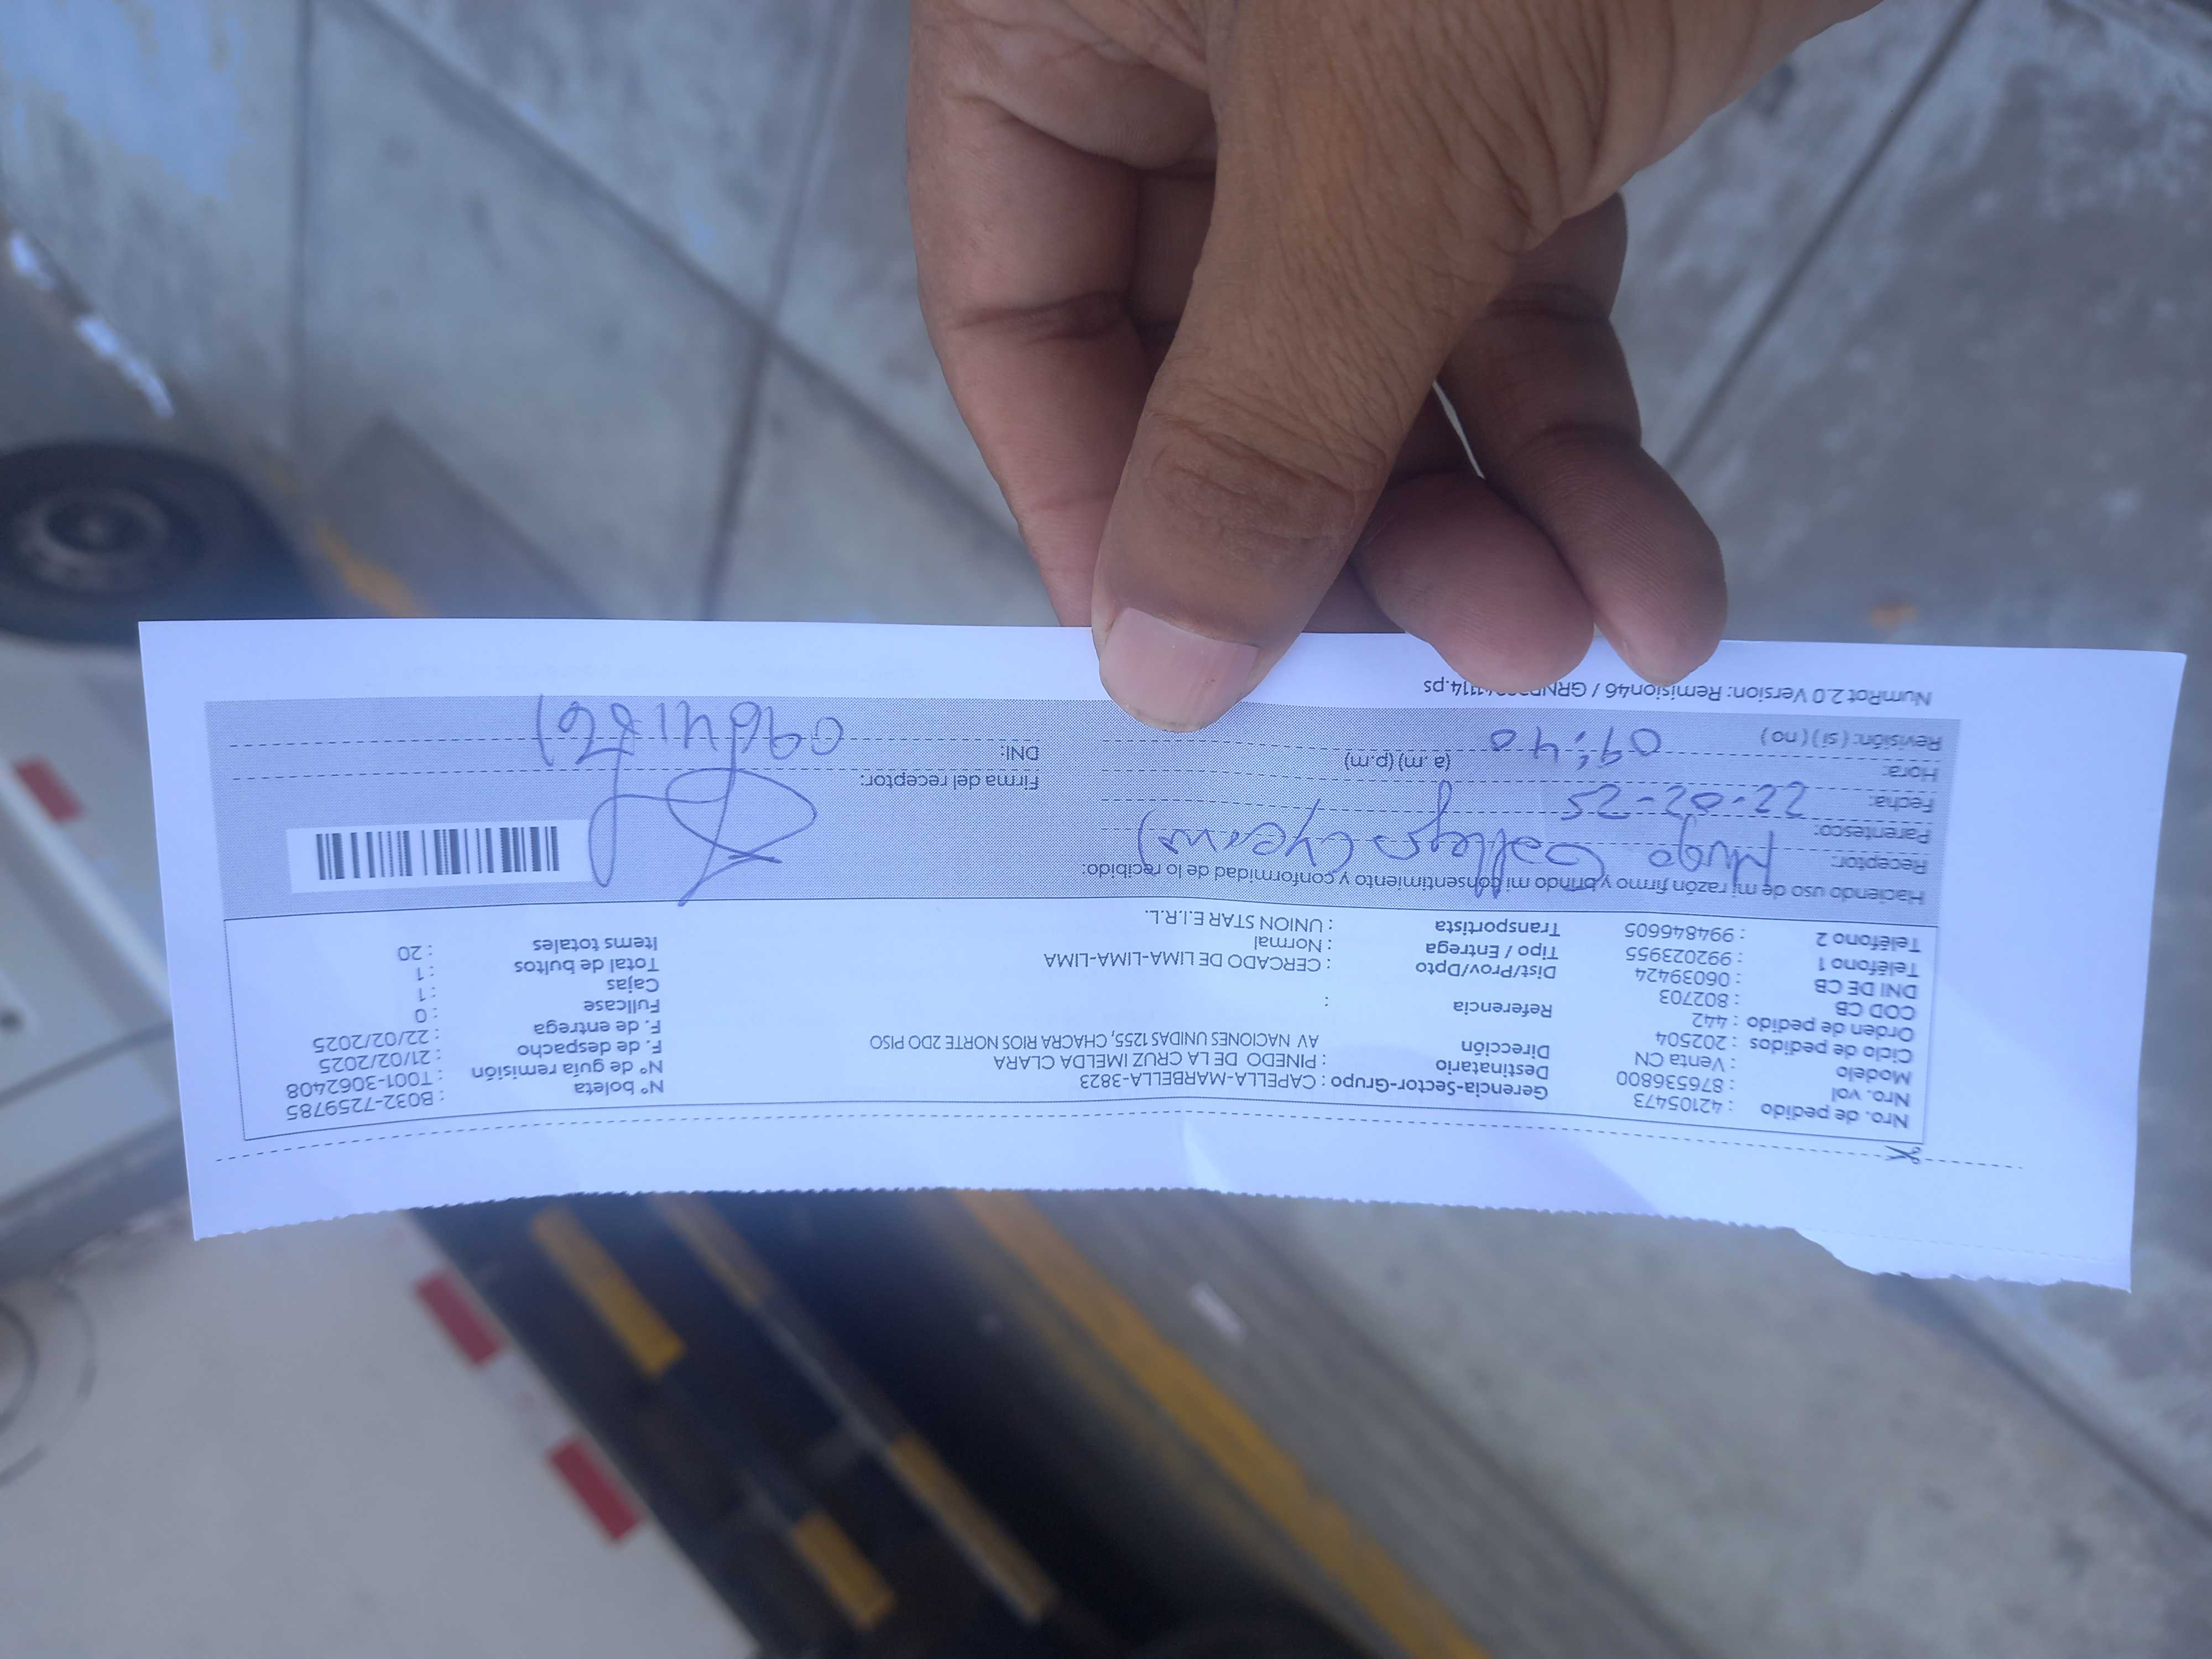 Nro. de pedido : 42105473
Nro. vol : 876536800
Modelo : Venta CN
Ciclo de pedidos : 202504
Orden de pedido : 442
COD CB : 802703
DNI DE CB : 06039424
Teléfono 1 : 992023955
Teléfono 2 : 994846605
Gerencia-Sector-Grupo : CAPELLA-MARBELLA-3823
Destinatario : PINEDO DE LA CRUZ IMELDA CLARA
Dirección AV NACIONES UNIDAS 1255, CHACRA RIOS NORTE 2DO PISO
Referencia :
Dist/Prov/Dpto : CERCADO DE LIMA-LIMA-LIMA
Tipo / Entrega : Normal
Transportista : UNION STAR E.I.R.L.
N° boleta : B032-7259785
N° de guía remisión : T001-3062408
F. de despacho : 21/02/2025
F. de entrega : 22/02/2025
Fullcase : 0
Cajas : 1
Total de bultos : 1
Items totales : 20
Haciendo uso de mi razón firmo y brindo mi consentimiento y conformidad de lo recibido:
Receptor: Hugo Gallegos
Parentesco:
Fecha: 22-02-25
Hora: 09:40 (a.m) (p.m)
Revisión: ( sí ) ( no )
Firma del receptor:
DNI:
NumRot 2.0 Version: Remision46 /